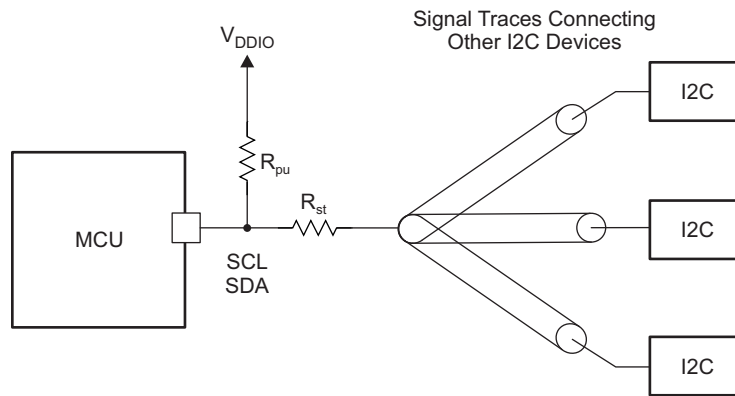 Signal Traces Connecting
Other I2C Devices
V_DDIO
I2C
R_pu
R_st
MCU
I2C
SCL
SDA
I2C